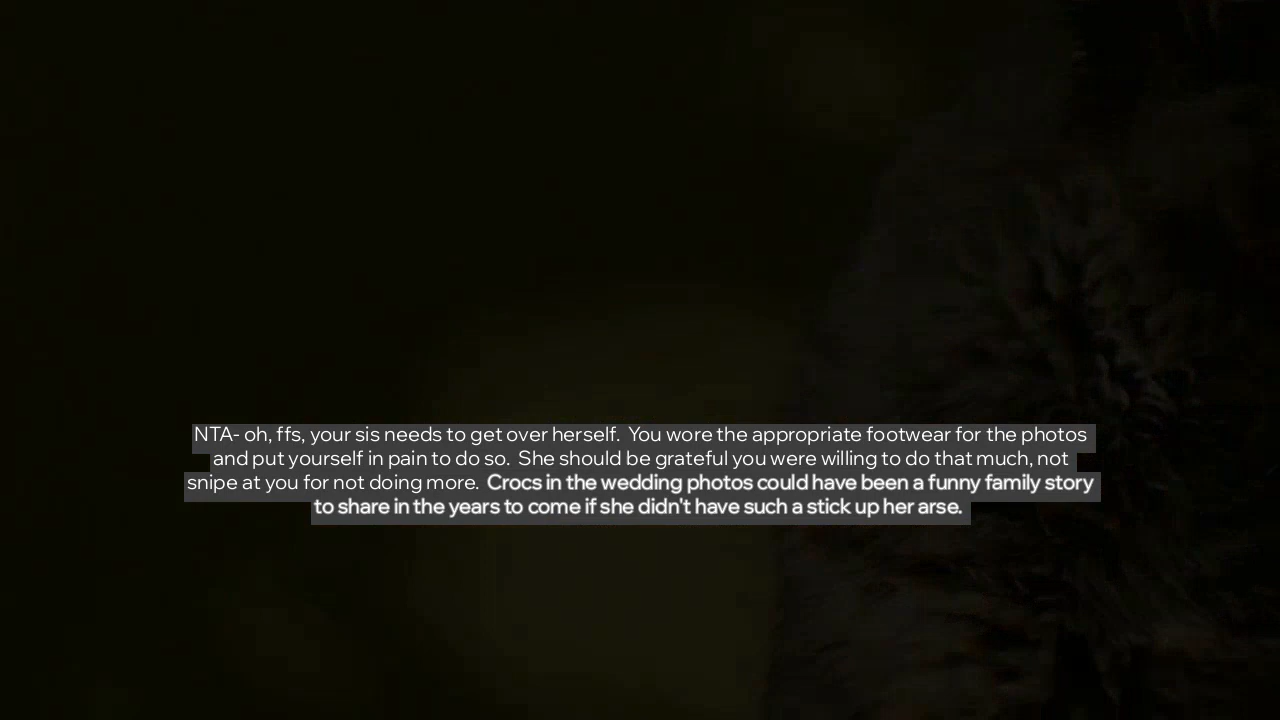 NTA- oh, ffs, your sis needs to get over herself.  You wore the appropriate footwear for the photos
and put yourself in pain to do so.  She should be grateful you were willing to do that much, not
snipe at you for not doing more.  Crocs in the wedding photos could have been a funny family story
to share in the years to come if she didn't have such a stick up her arse.